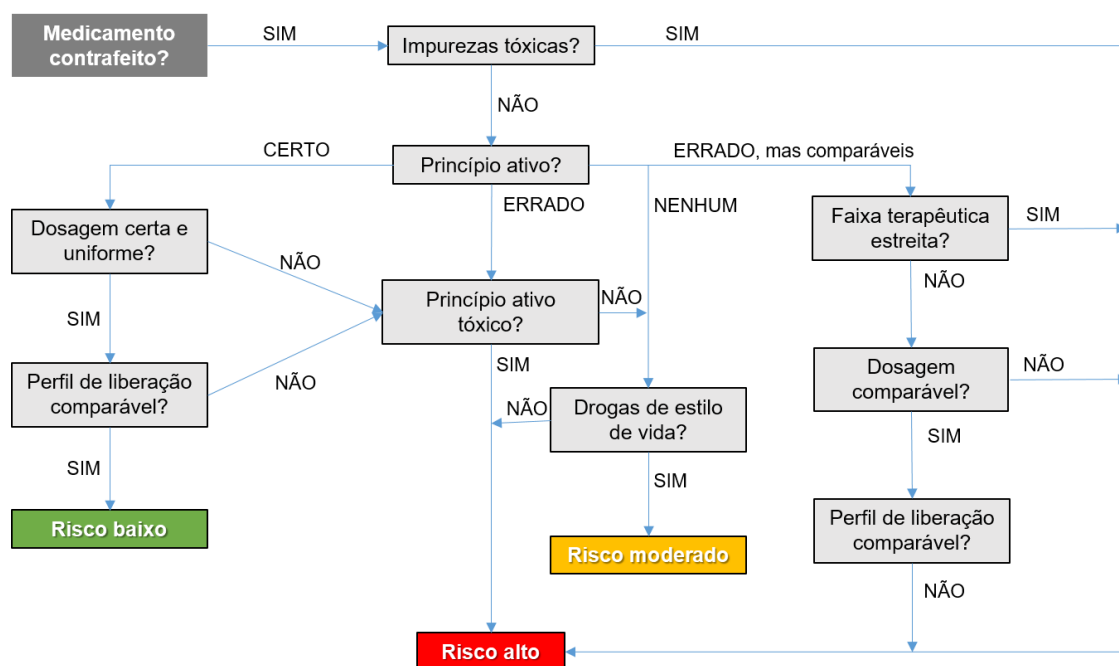 Medicamento
contrafeito?
SIM
Impurezas tóxicas?
SIM
NÃO
CERTO
Princípio ativo?
ERRADO, mas comparáveis
ERRADO
NENHUM
Dosagem certa e
uniforme?
Faixa terapêutica
estreita?
SIM
NÃO
NÃO
Princípio ativo
tóxico?
NÃO
SIM
SIM
Perfil de liberação
comparável?
NÃO
Dosagem
comparável?
NÃO
NÃO
Drogas de estilo
de vida?
SIM
SIM
SIM
Risco baixo
Risco moderado
Perfil de liberação
comparável?
NÃO
Risco alto